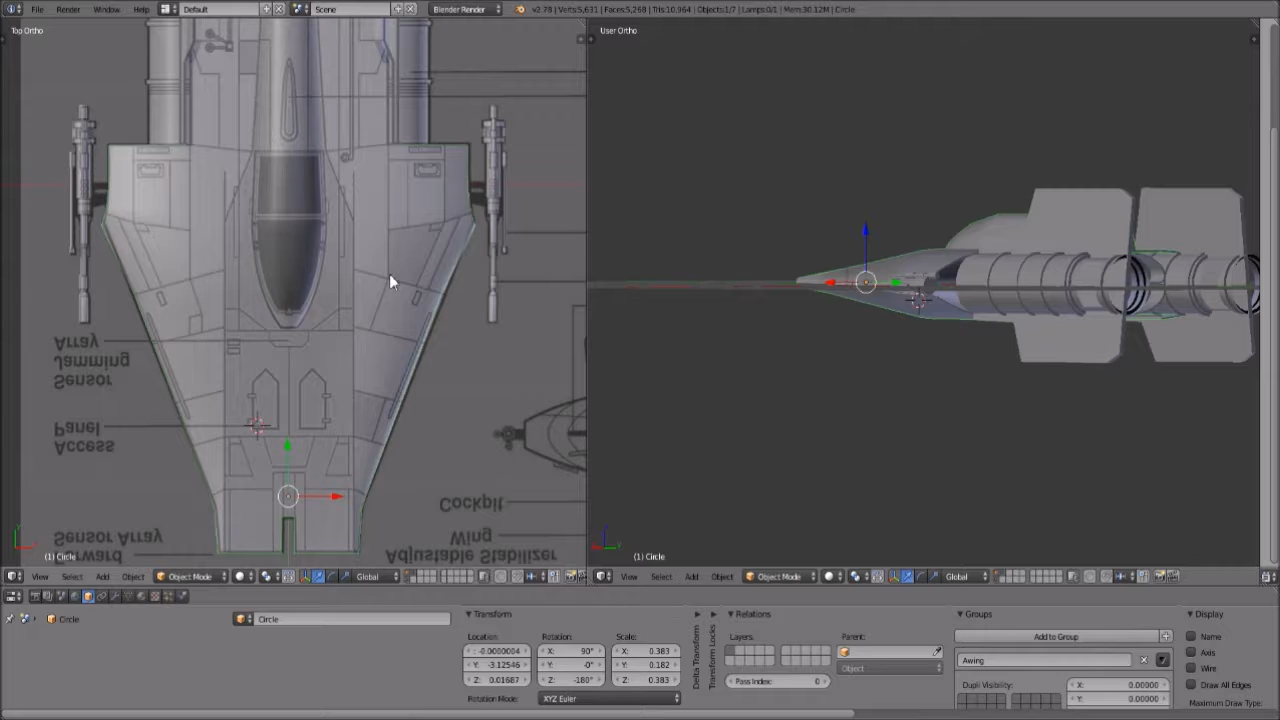 File Render Window Help Default Scene Blender Render v2.78 | Verts:5,631 | Faces:5,268 | Tris:10,964 | Objects:1/7 | Lamps:0/1 | Mem:30.12M | Circle
Top Ortho
User Ortho
Array
Jamming
Sensor
Panel
Access
Cockpit
Wing
Adjustable Stabilizer
Sensor Array
Forward
(1) Circle
(1) Circle
View Select Add Object Object Mode Global
View Select Add Object Object Mode Global
Circle
Circle
Transform
Location:
Rotation:
Scale:
: -0.0000004
X: 90°
X: 0.383
Y: -3.12546
Y: -0°
Y: 0.182
Z: 0.01687
Z: -180°
Z: 0.383
Rotation Mode:
XYZ Euler
Delta Transform
Transform Locks
Relations
Layers:
Parent:
Object
Pass Index: 0
Groups
Add to Group
Awing
Dupli Visibility:
X: 0.00000
Y: 0.00000
Display
Name
Axis
Wire
Draw All Edges
Maximum Draw Type: